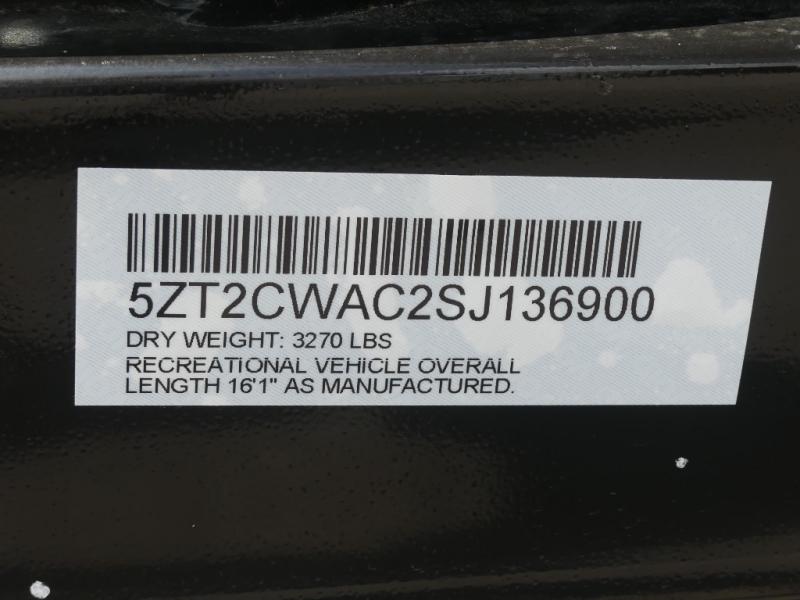 5ZT2CWAC2SJ136900
DRY WEIGHT: 3270 LBS
RECREATIONAL VEHICLE OVERALL
LENGTH 16'1" AS MANUFACTURED.